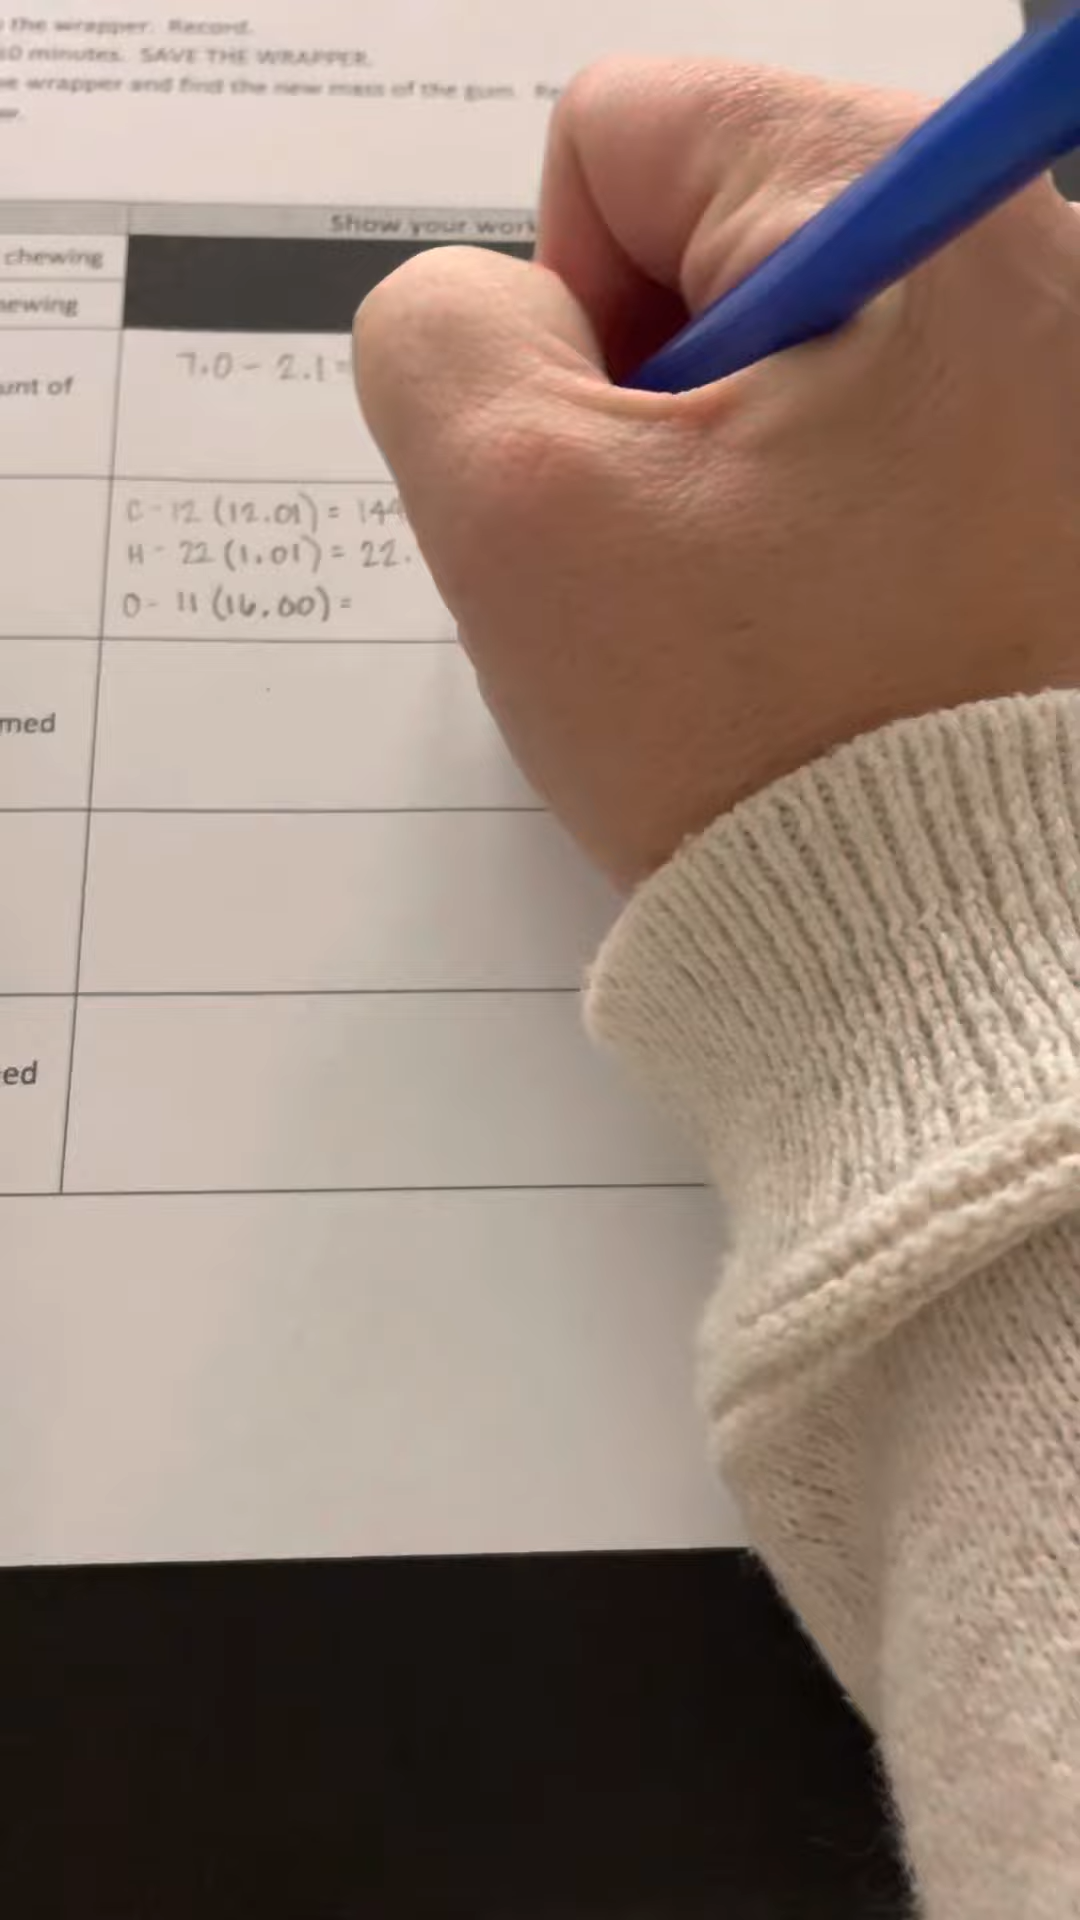 the wrapper. Record.
10 minutes. SAVE THE WRAPPER.
wrapper and find the new mass of the gum.
Show your work
chewing
7.0 - 2.1 =
of
C - 12 (12.01) = 144
H - 22 (1.01) = 22.
O - 11 (16.00) =
med
ed